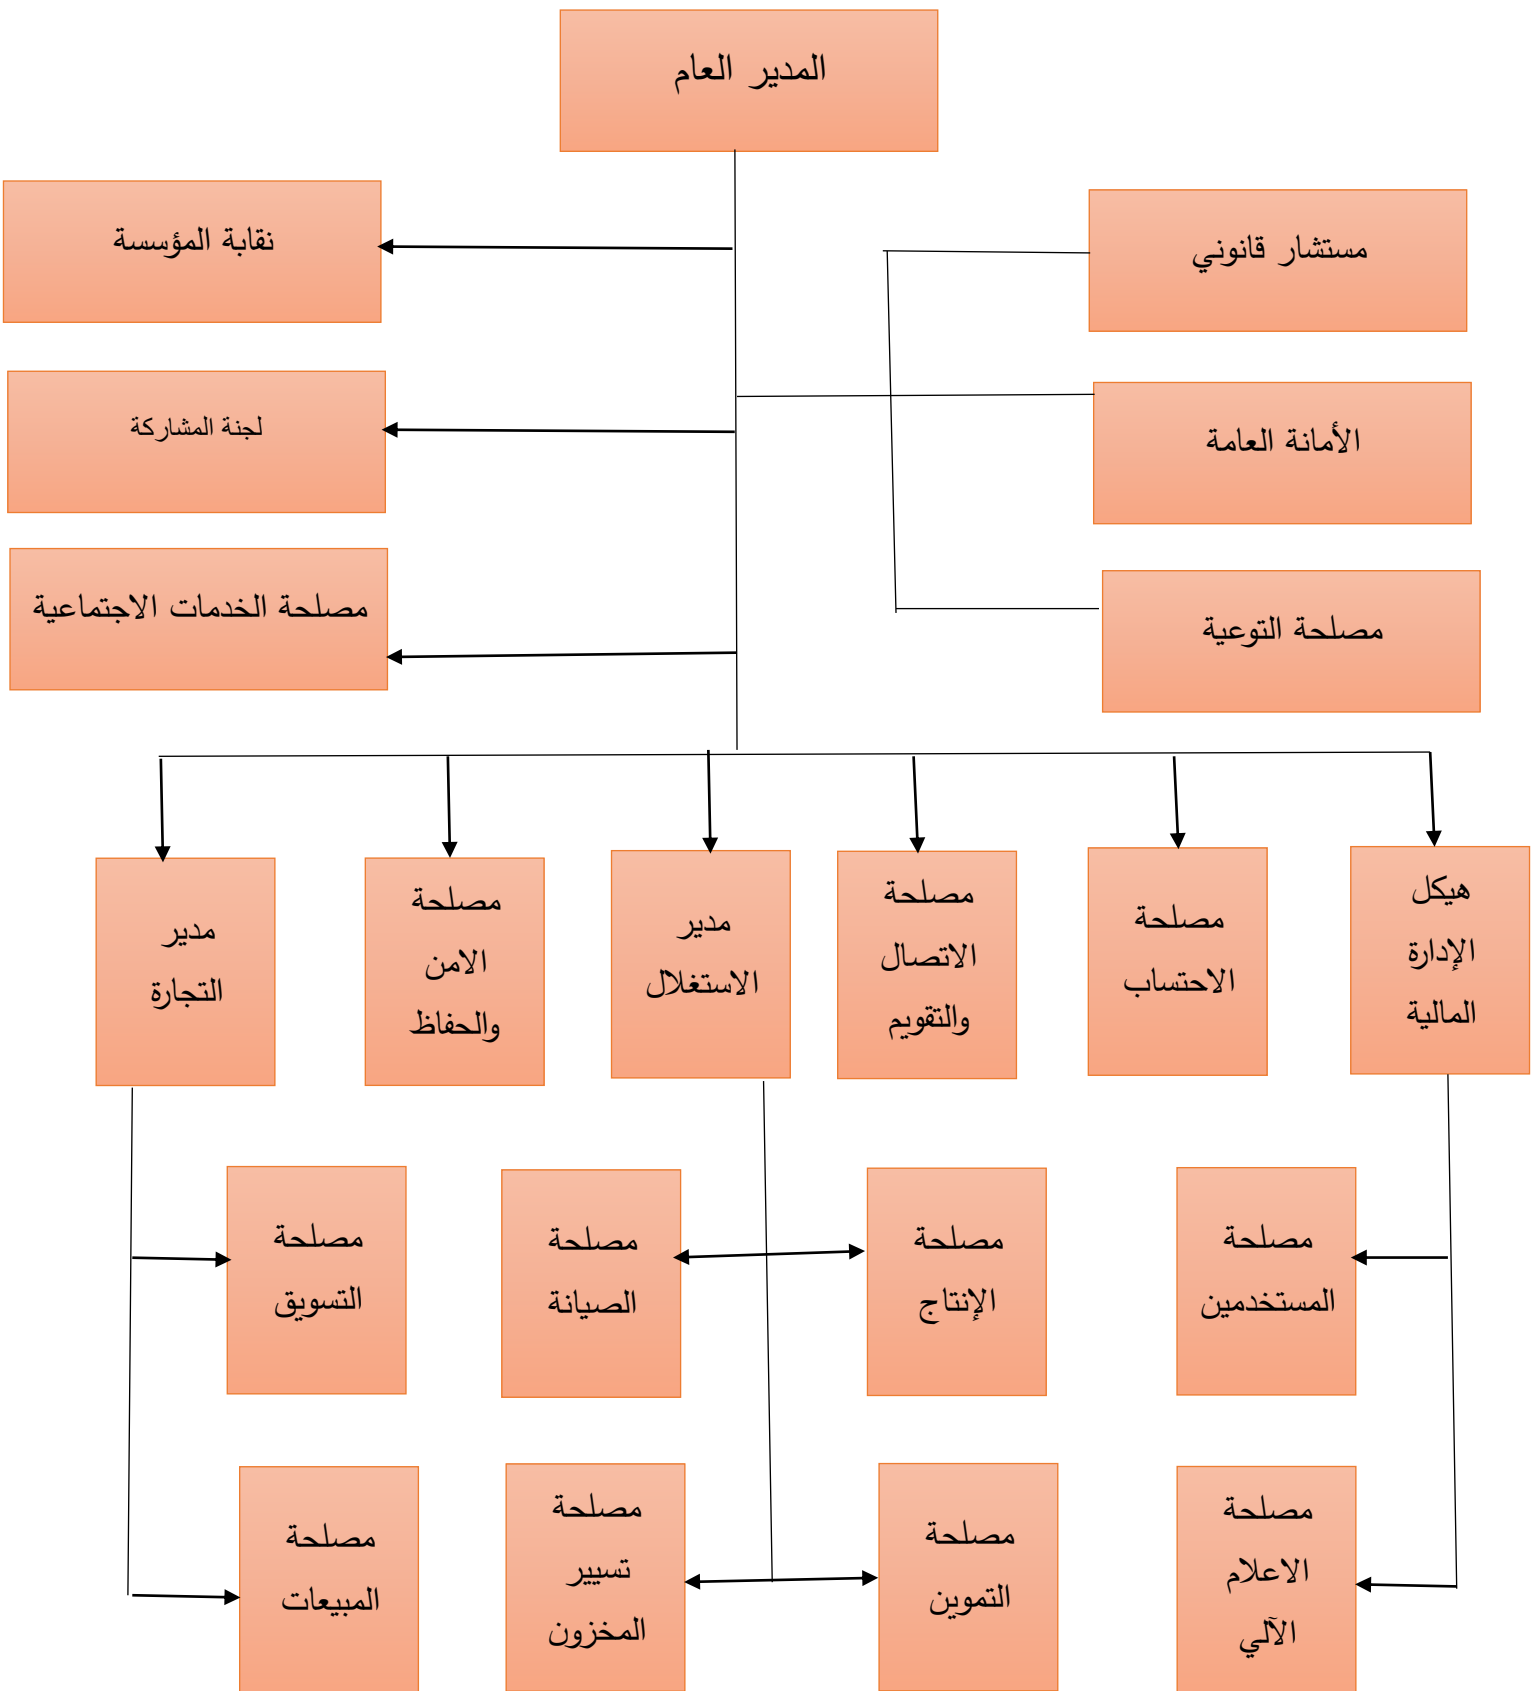 المدير العام
مستشار قانوني
نقابة المؤسسة
الأمانة العامة
لجنة المشاركة
مصلحة التوعية
مصلحة الخدمات الاجتماعية
هيكل
الإدارة
المالية
مصلحة
الاحتساب
مصلحة
الاتصال
والتقويم
مدير
الاستغلال
مصلحة
الامن
والحفاظ
مدير
التجارة
مصلحة
المستخدمين
مصلحة
الإنتاج
مصلحة
الصيانة
مصلحة
التسويق
مصلحة
الاعلام
الآلي
مصلحة
التموين
مصلحة
تسيير
المخزون
مصلحة
المبيعات